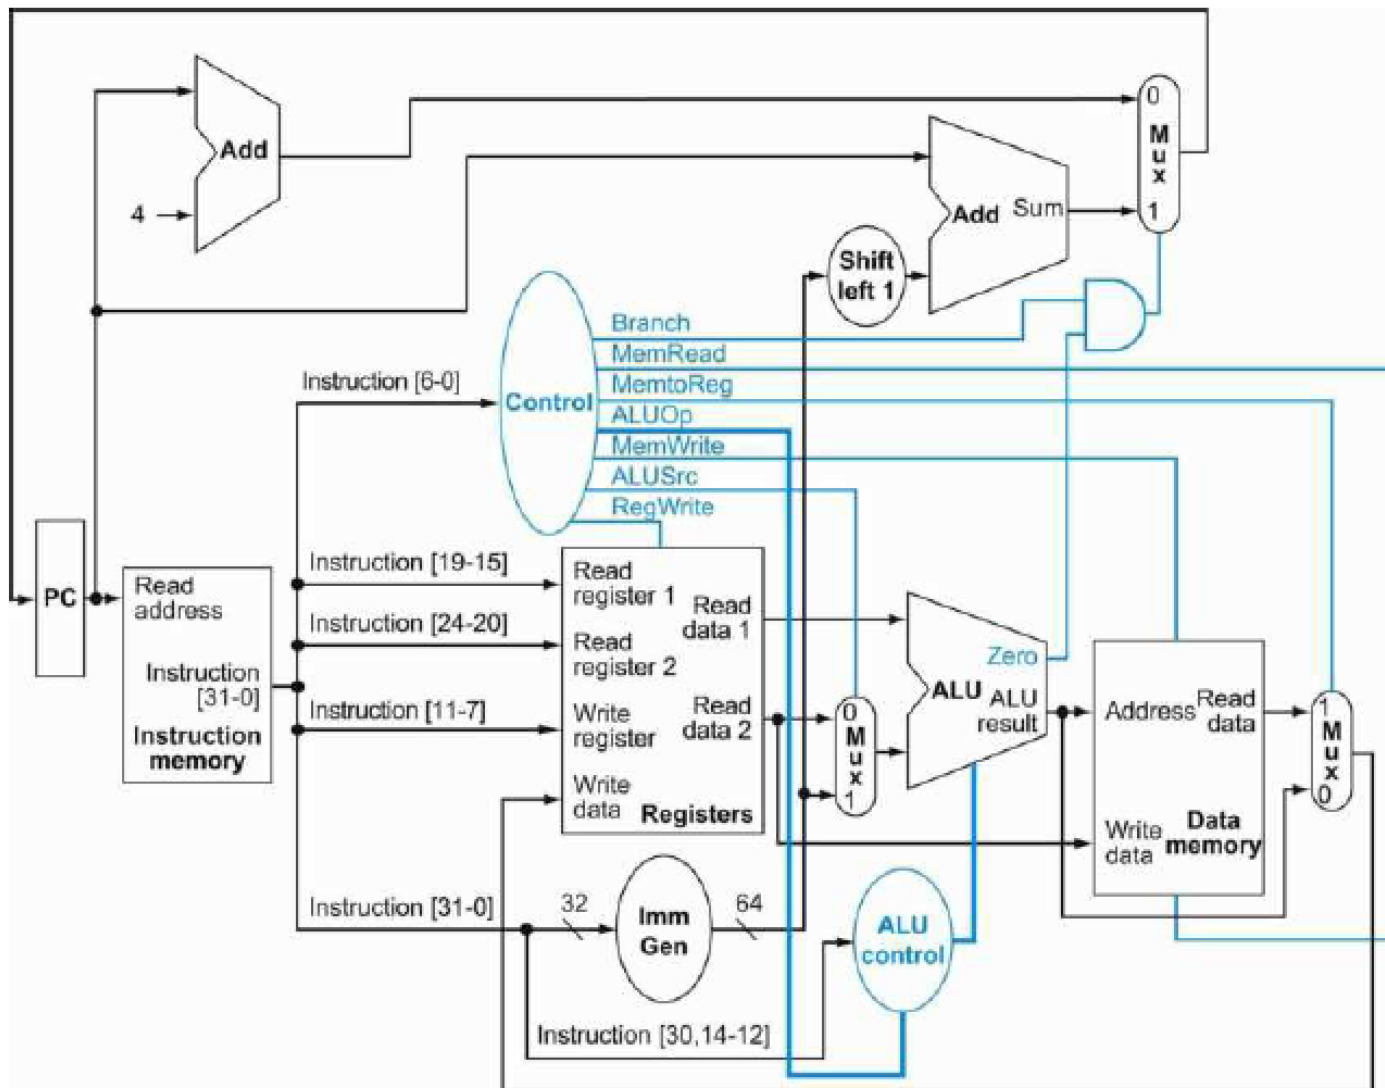 0
M
u
x
1
Add
4
Add Sum
Shift
left 1
Branch
MemRead
MemtoReg
ALUOp
MemWrite
ALUSrc
RegWrite
Control
Instruction [6-0]
PC
Read
address
Instruction
[31-0]
Instruction
memory
Instruction [19-15]
Instruction [24-20]
Instruction [11-7]
Instruction [31-0]
Read
register 1
Read
register 2
Write
register
Write
data
Read
data 1
Read
data 2
Registers
0
M
u
x
1
Zero
ALU
ALU
result
Address
Read
data
Write
data
Data
memory
1
M
u
x
0
32
Imm
Gen
64
ALU
control
Instruction [30,14-12]